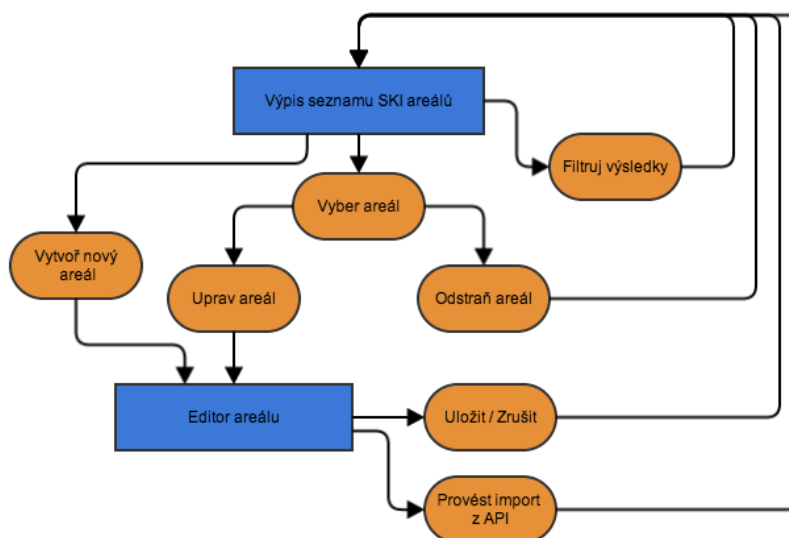 Výpis seznamu SKI areálů
Filtruj výsledky
Vyber areál
Vytvoř nový
areál
Uprav areál
Odstraň areál
Editor areálu
Uložit / Zrušit
Provést import
z API